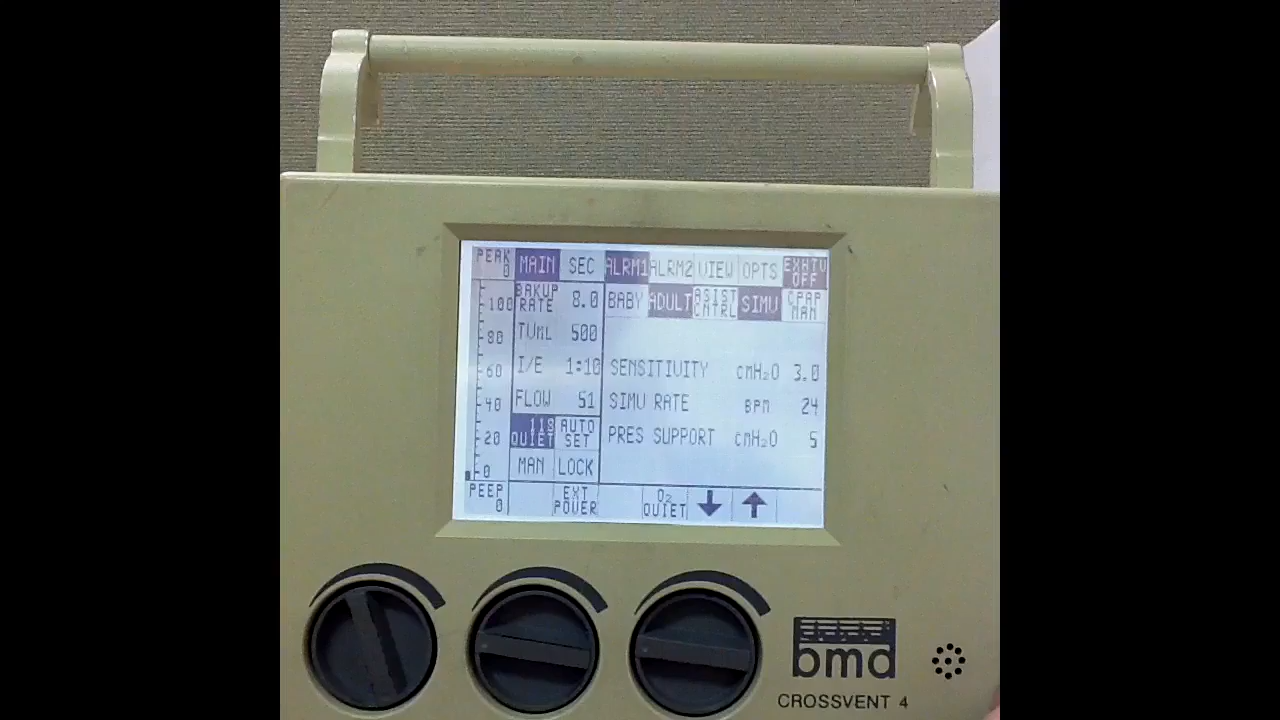 PEAK 0
MAIN SEC ALRM1 ALRM2 VIEW OPTS EXHTV OFF
BAKUP RATE 8.0
BABY ADULT ASIST CNTRL SIMV CPAP MAN
100
80
60
40
20
0
TVmL 500
I/E 1:10
FLOW 51
SENSITIVITY cmH₂O 3.0
SIMV RATE BPM 24
PRES SUPPORT cmH₂O 5
QUIET AUTO SET
MAN LOCK
PEEP 0
EXT POWER
O₂ QUIET
bmd
CROSSVENT 4